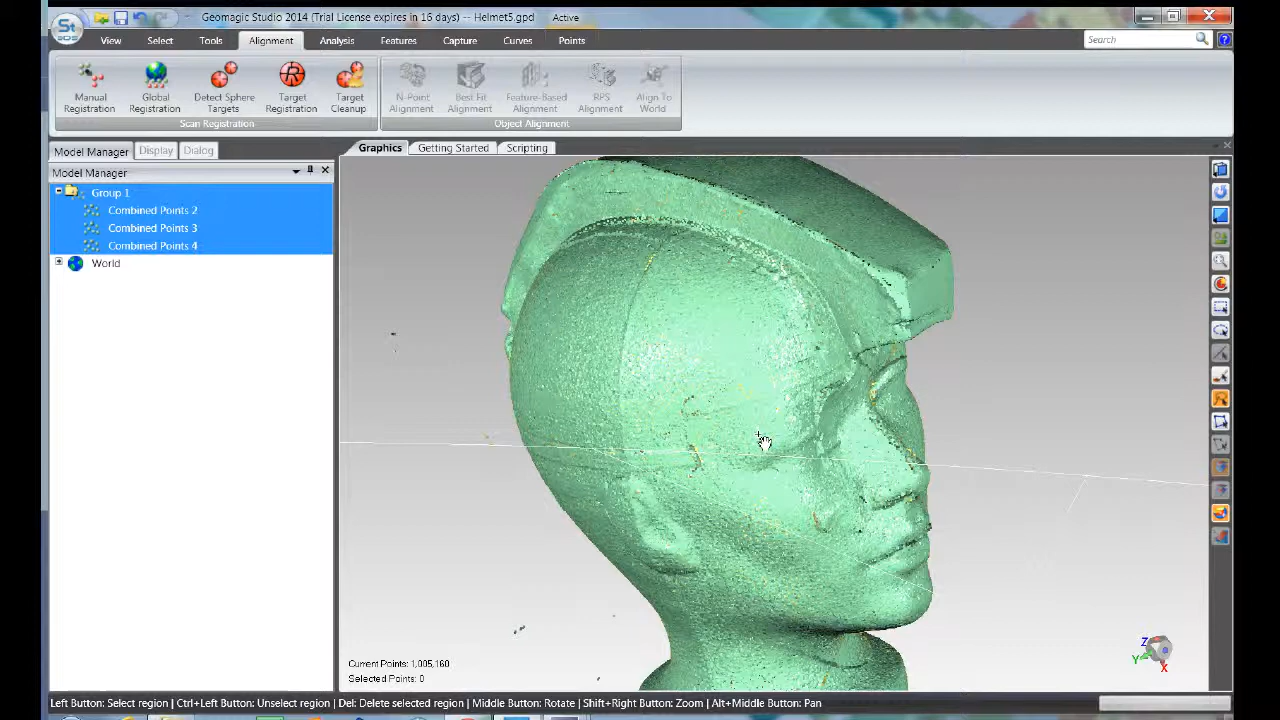 Geomagic Studio 2014 (Trial License expires in 16 days) -- Helmet5.gpd
Active
St
View Select Tools Alignment Analysis Features Capture Curves Points
Search
Manual Registration
Global Registration
Detect Sphere Targets
Target Registration
Target Cleanup
N-Point Alignment
Best Fit Alignment
Feature-Based Alignment
RPS Alignment
Align To World
Scan Registration
Object Alignment
Model Manager Display Dialog
Graphics Getting Started Scripting
Model Manager
Group 1
Combined Points 2
Combined Points 3
Combined Points 4
World
Z
Y
X
Current Points: 1,005,160
Selected Points: 0
Left Button: Select region | Ctrl+Left Button: Unselect region | Del: Delete selected region | Middle Button: Rotate | Shift+Right Button: Zoom | Alt+Middle Button: Pan